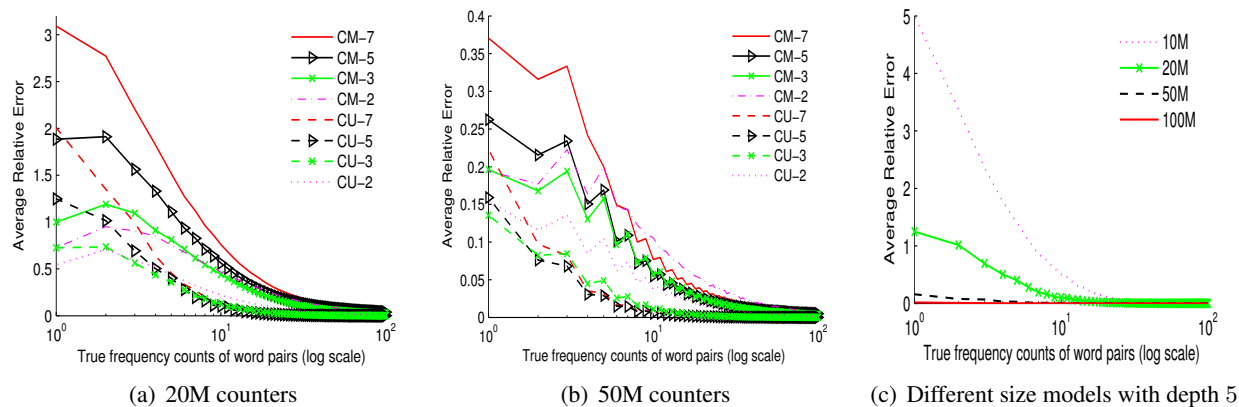 Average Relative Error
3
2.5
2
1.5
1
0.5
0
10^0
10^1
10^2
True frequency counts of word pairs (log scale)
CM-7
CM-5
CM-3
CM-2
CU-7
CU-5
CU-3
CU-2
(a) 20M counters
Average Relative Error
0.4
0.35
0.3
0.25
0.2
0.15
0.1
0.05
0
10^0
10^1
10^2
True frequency counts of word pairs (log scale)
CM-7
CM-5
CM-3
CM-2
CU-7
CU-5
CU-3
CU-2
(b) 50M counters
Average Relative Error
5
4
3
2
1
0
10^0
10^1
10^2
True frequency counts of word pairs (log scale)
10M
20M
50M
100M
(c) Different size models with depth 5